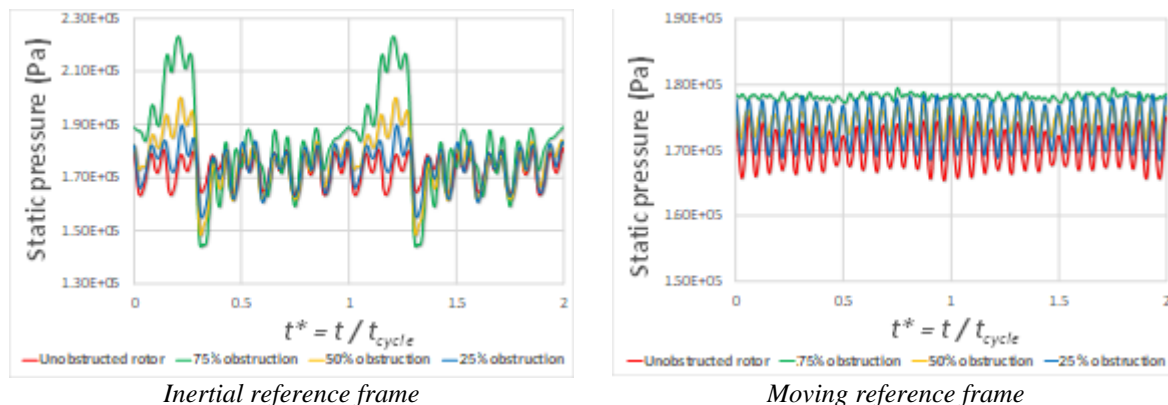 2.30E+05
2.10E+05
1.90E+05
1.70E+05
1.50E+05
1.30E+05
Static pressure (Pa)
0 0.5 1 1.5 2
t* = t / tcycle
Unobstructed rotor 75% obstruction 50% obstruction 25% obstruction
Inertial reference frame
1.90E+05
1.80E+05
1.70E+05
1.60E+05
1.50E+05
Static pressure (Pa)
0 0.5 1 1.5 2
t* = t / tcycle
Unobstructed rotor .75% obstruction 50% obstruction 25% obstruction
Moving reference frame